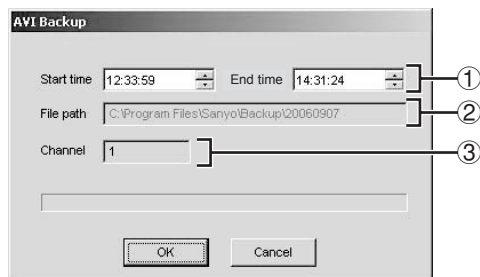 AVI Backup
Start time 12:33:59 End time 14:31:24 ①
File path C:\Program Files\Sanyo\Backup\20060907 ②
Channel 1 ③
OK Cancel